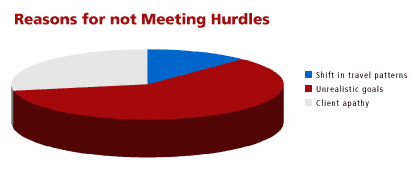 Reasons for not Meeting Hurdles
Shift in travel patterns
Unrealistic goals
Client apathy